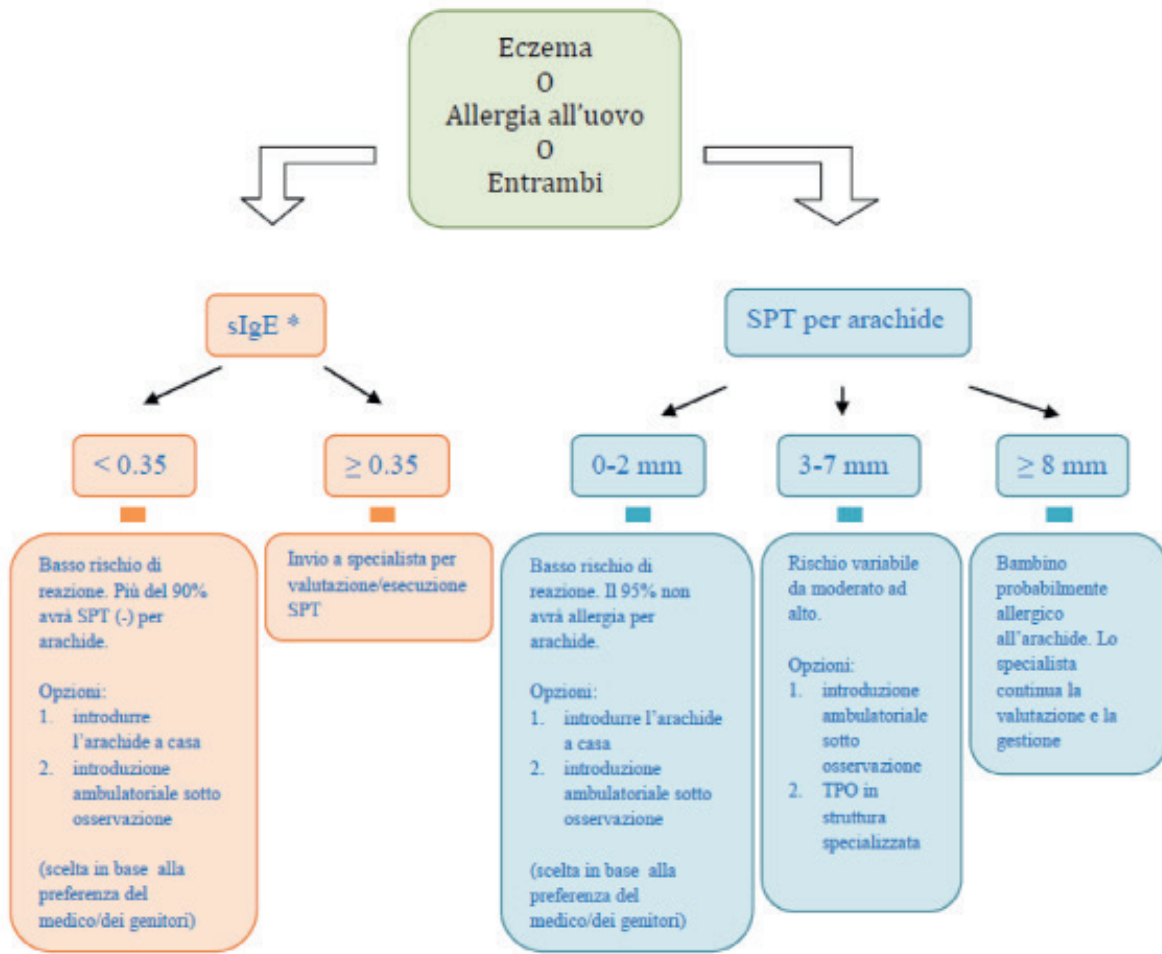 Eczema
O
Allergia all'uovo
O
Entrambi
sIgE *
SPT per arachide
< 0.35
≥ 0.35
0-2 mm
3-7 mm
≥ 8 mm
Basso rischio di
reazione. Più del 90%
avrà SPT (-) per
arachide.
Opzioni:
1. introdurre
l'arachide a casa
2. introduzione
ambulatoriale sotto
osservazione
(scelta in base alla
preferenza del
medico/dei genitori)
Invio a specialista per
valutazione/esecuzione
SPT
Basso rischio di
reazione. Il 95% non
avrà allergia per
arachide.
Opzioni:
1. introdurre l'arachide
a casa
2. introduzione
ambulatoriale sotto
osservazione
(scelta in base alla
preferenza del
medico/dei genitori)
Rischio variabile
da moderato ad
alto.
Opzioni:
1. introduzione
ambulatoriale
sotto
osservazione
2. TPO in
struttura
specializzata
Bambino
probabilmente
allergico
all'arachide. Lo
specialista
continua la
valutazione e la
gestione